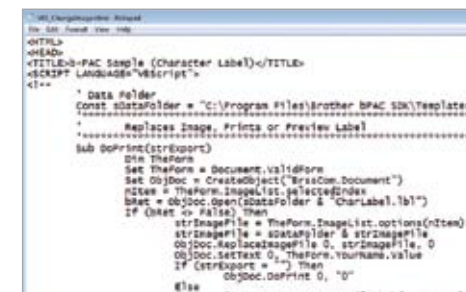 VBS_ChangeImage.htm - Notepad
File Edit Format View Help
<HTML>
<HEAD>
<TITLE>b-PAC Sample (Character Label)</TITLE>
<SCRIPT LANGUAGE="VBScript">
<!--
' Data Folder
Const sDataFolder = "C:\Program Files\Brother bPAC SDK\Template
'*******************************************
' Replaces Image, Prints or Preview Label
'*******************************************
Sub DoPrint(strExport)
Dim TheForm
Set TheForm = Document.ValidForm
Set ObjDoc = CreateObject("BrssCom.Document")
nItem = TheForm.ImageList.selectedIndex
bRet = ObjDoc.Open(sDataFolder & "CharLabel.lbl")
If (bRet <> False) Then
strImageFile = TheForm.ImageList.options(nItem)
strImageFile = sDataFolder & strImageFile
ObjDoc.ReplaceImageFile 0, strImageFile, 0
ObjDoc.SetText 0, TheForm.YourName.value
If (strExport = "") Then
ObjDoc.DoPrint 0, "0"
Else